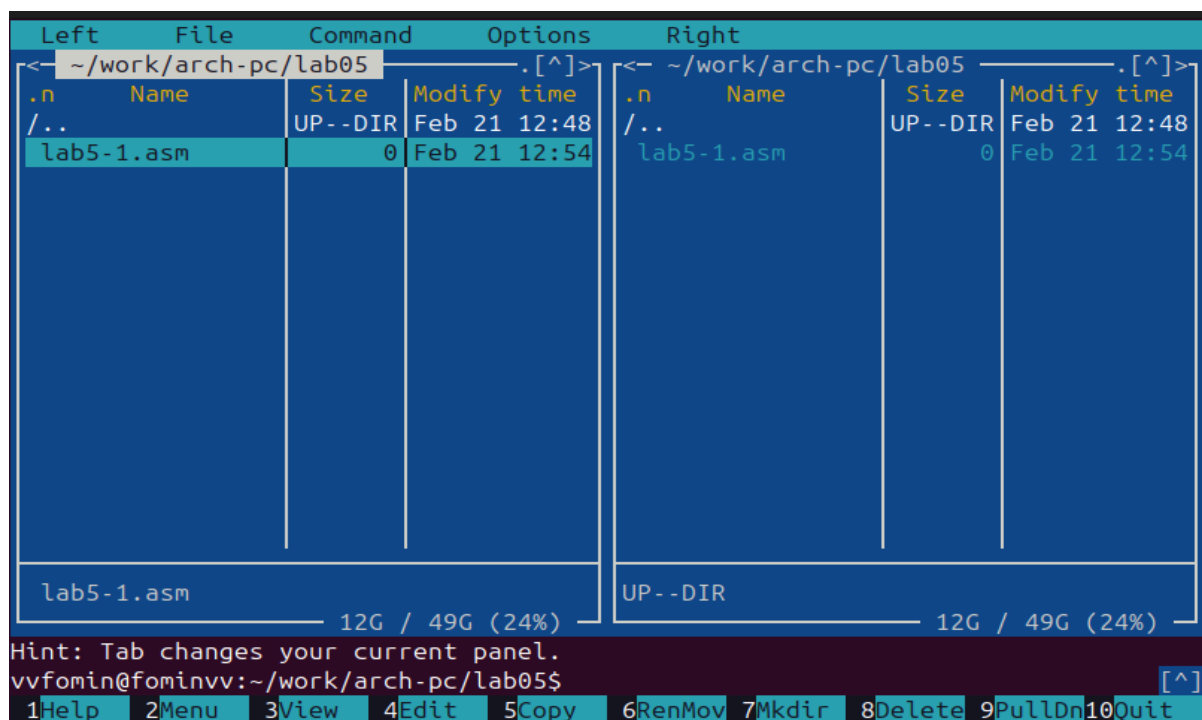 Left File Command Options Right
<─ ~/work/arch-pc/lab05 ─.[^]> <─ ~/work/arch-pc/lab05 ─.[^]>
.n Name Size Modify time .n Name Size Modify time
/.. UP--DIR Feb 21 12:48 /.. UP--DIR Feb 21 12:48
lab5-1.asm 0 Feb 21 12:54 lab5-1.asm 0 Feb 21 12:54
lab5-1.asm UP--DIR
12G / 49G (24%) 12G / 49G (24%)
Hint: Tab changes your current panel.
vvfomin@fominvv:~/work/arch-pc/lab05$ [^]
1Help 2Menu 3View 4Edit 5Copy 6RenMov 7Mkdir 8Delete 9PullDn 10Quit